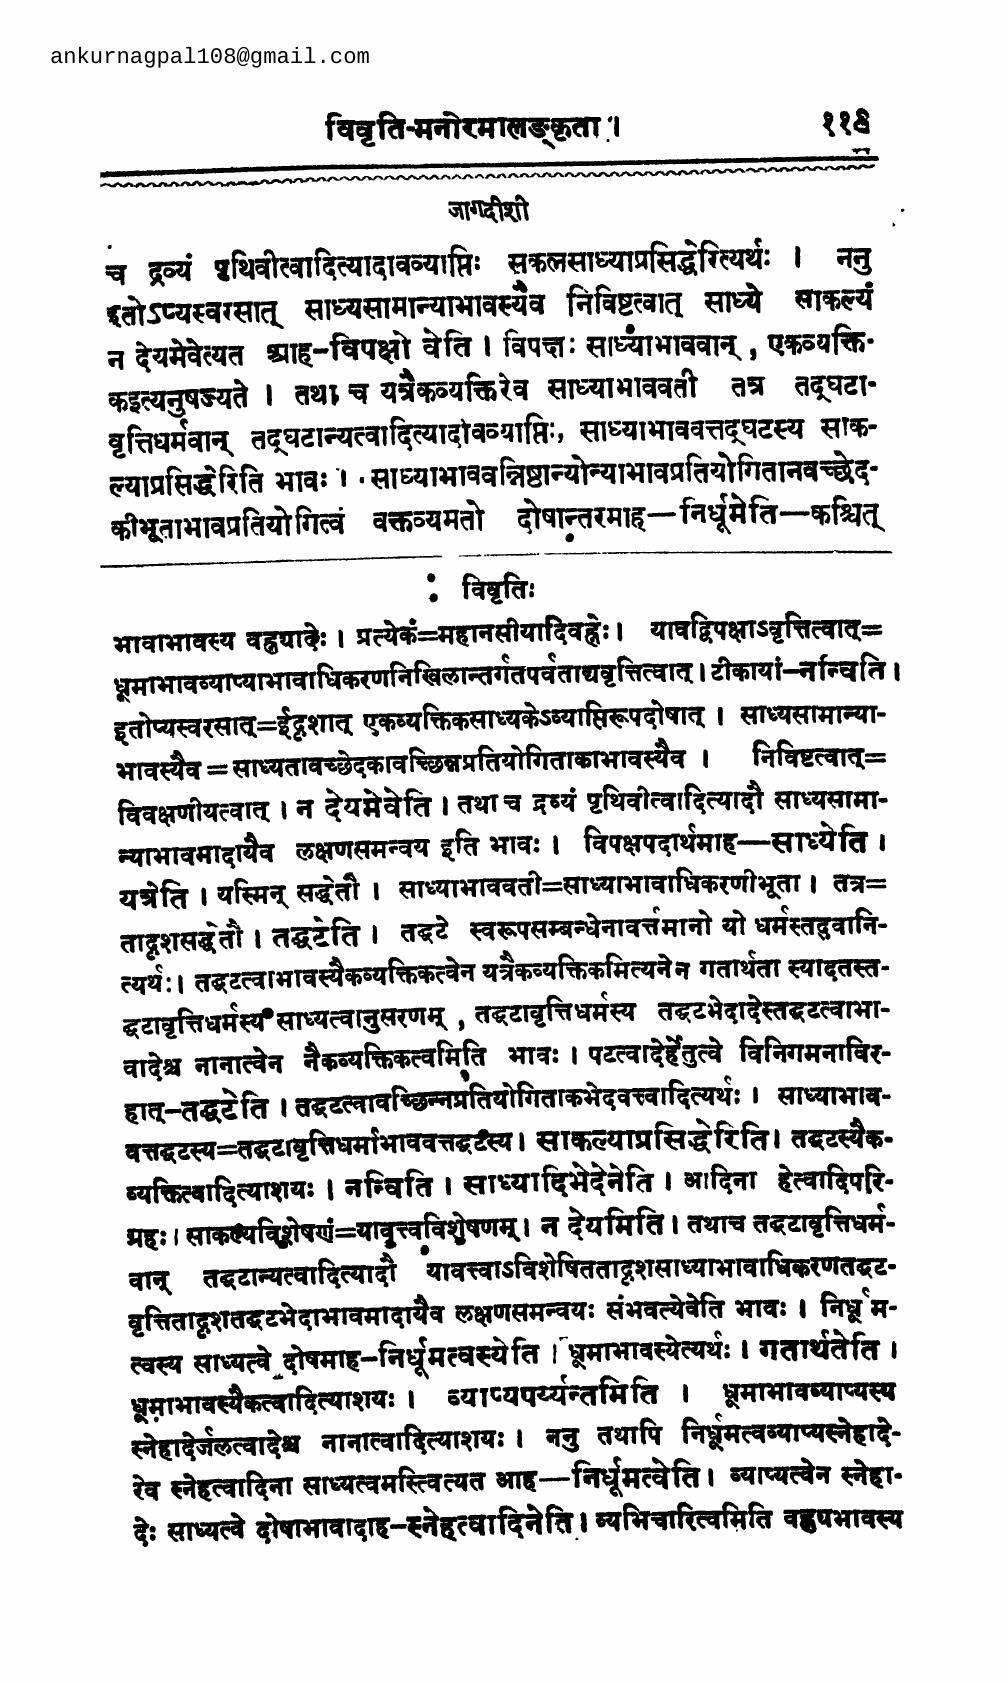 ankurnagpal108@gmail.com
विवृति-मनोरमालङ्कृता ।
जागदीशी
च द्रव्यं पृथिवीत्वादित्यादावव्याप्तिः सकलसाध्याप्रसिद्धेरित्यर्थः । ननु
इतोऽप्यस्वरसात् साध्यसामान्याभावस्यैव निविष्टत्वात् साध्ये साकल्यं
न देयमेवेत्यत आह–विपक्षो वेति । विपक्षः साध्याभाववान् , एकव्यक्ति-
कइत्यनुषज्यते । तथा च यत्रैकव्यक्तिरेव साध्याभाववती तत्र तद्घटा-
वृत्तिधर्मवान् तद्घटान्यत्वादित्यादोवव्याप्तिः, साध्याभाववत्तद्घटस्य साक-
ल्याप्रसिद्धेरिति भावः । साध्याभाववन्निष्ठान्योन्याभावप्रतियोगितानवच्छेद-
कीभूताभावप्रतियोगित्वं वक्तव्यमतो दोषान्तरमाह—निर्धूमेति—कश्चित्
विवृतिः
भावाभावस्य वह्न्यादेः । प्रत्येकं=महानसीयादिवह्नेः । यावद्विपक्षाऽवृत्तित्वात्=
धूमाभावव्याप्याभावाधिकरणनिखिलान्तर्गतपर्वताद्यवृत्तित्वात् । टीकायां–नन्विति ।
इतोप्यस्वरसात्=ईदृशात् एकव्यक्तिकसाध्यकेऽव्याप्तिरूपदोषात् । साध्यसामान्या-
भावस्यैव = साध्यतावच्छेदकावच्छिन्नप्रतियोगिताकाभावस्यैव । निविष्टत्वात्=
विवक्षणीयत्वात् । न देयमेवेति । तथा च द्रव्यं पृथिवीत्वादित्यादौ साध्यसामा-
न्याभावमादायैव लक्षणसमन्वय इति भावः । विपक्षपदार्थमाह—साध्येति ।
यत्रेति । यस्मिन् सद्धेतौ । साध्याभाववती=साध्याभावाधिकरणीभूता । तत्र=
तादृशसद्धेतौ । तद्घटेति । तद्घटे स्वरूपसम्बन्धेनावर्त्तमानो यो धर्मस्तद्वानि-
त्यर्थः । तद्घटत्वाभावस्यैकव्यक्तिकत्वेन यत्रैकव्यक्तिकमित्यनेन गतार्थता स्यादतस्त-
द्घटावृत्तिधर्मस्य साध्यत्वानुसरणम् , तद्घटावृत्तिधर्मस्य तद्घटभेदादेस्तद्घटत्वाभा-
वादेश्च नानात्वेन नैकव्यक्तिकत्वमिति भावः । पटत्वादेर्हेतुत्वे विनिगमनाविर-
हात्–तद्घटेति । तद्घटत्वावच्छिन्नप्रतियोगिताकभेदवत्त्वादित्यर्थः । साध्याभाव-
वत्तद्घटस्य=तद्घटावृत्तिधर्माभाववत्तद्घटस्य । साकल्याप्रसिद्धेरिति । तद्घटस्यैक-
व्यक्तित्वादित्याशयः । नन्विति । साध्यादिभेदेनेति । आदिना हेत्वादिपरि-
ग्रहः । साकल्यविशेषणं=यावत्त्वविशेषणम् । न देयमिति । तथाच तद्घटावृत्तिधर्म-
वान् तद्घटान्यत्वादित्यादौ यावत्त्वाऽविशेषिततादृशसाध्याभावाधिकरणतद्घट-
वृत्तितादृशतद्घटभेदाभावमादायैव लक्षणसमन्वयः संभवत्येवेति भावः । निर्धूम-
त्वस्य साध्यत्वे दोषमाह–निर्धूमत्वस्येति । धूमाभावस्येत्यर्थः । गतार्थतेति ।
धूमाभावस्यैकत्वादित्याशयः । व्याप्यपर्य्यन्तमिति । धूमाभावव्याप्यस्य
स्नेहादेर्जलत्वादेश्च नानात्वादित्याशयः । ननु तथापि निर्धूमत्वव्याप्यस्नेहादे-
रेव स्नेहत्वादिना साध्यत्वमस्त्वित्यत आह—निर्धूमत्वेति । व्याप्यत्वेन स्नेहा-
देः साध्यत्वे दोषाभावादाह–स्नेहत्वादिनेति । व्यभिचारित्वमिति वह्न्यभावस्य